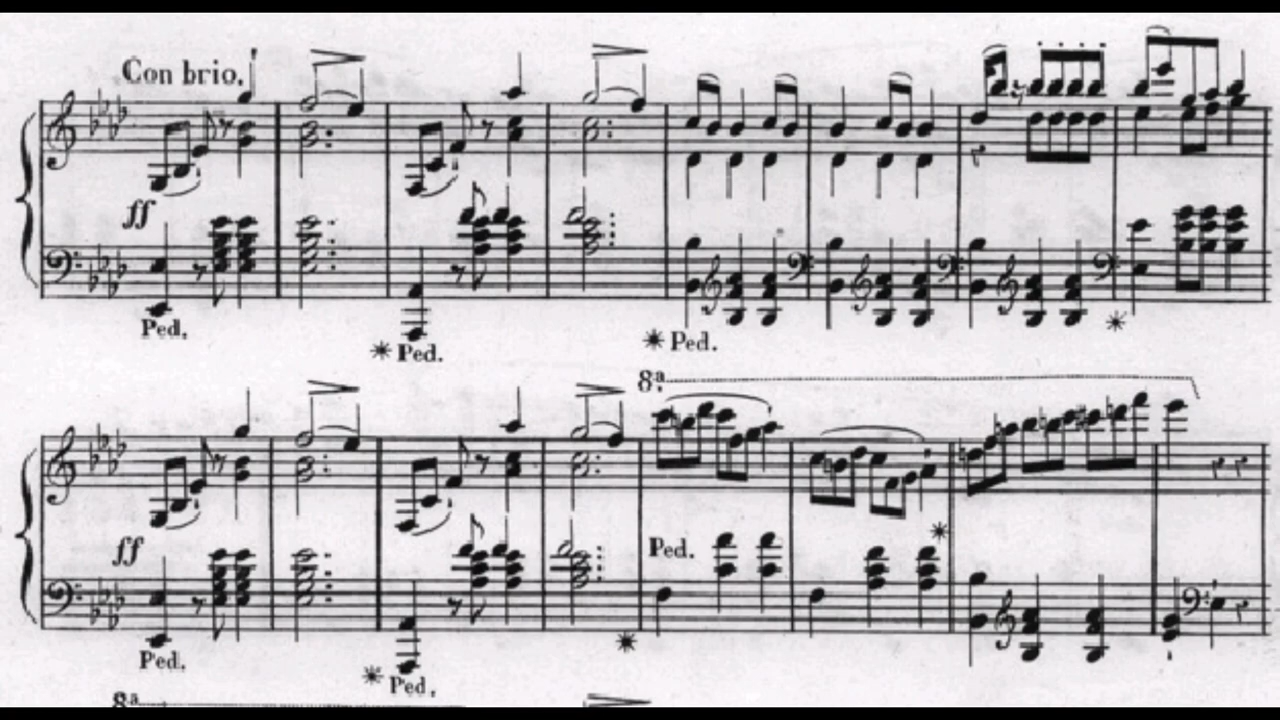 Con brio.
ff
Ped. * Ped. * Ped. *
8ª
ff
Ped.
Ped. * Ped. * *
8ª